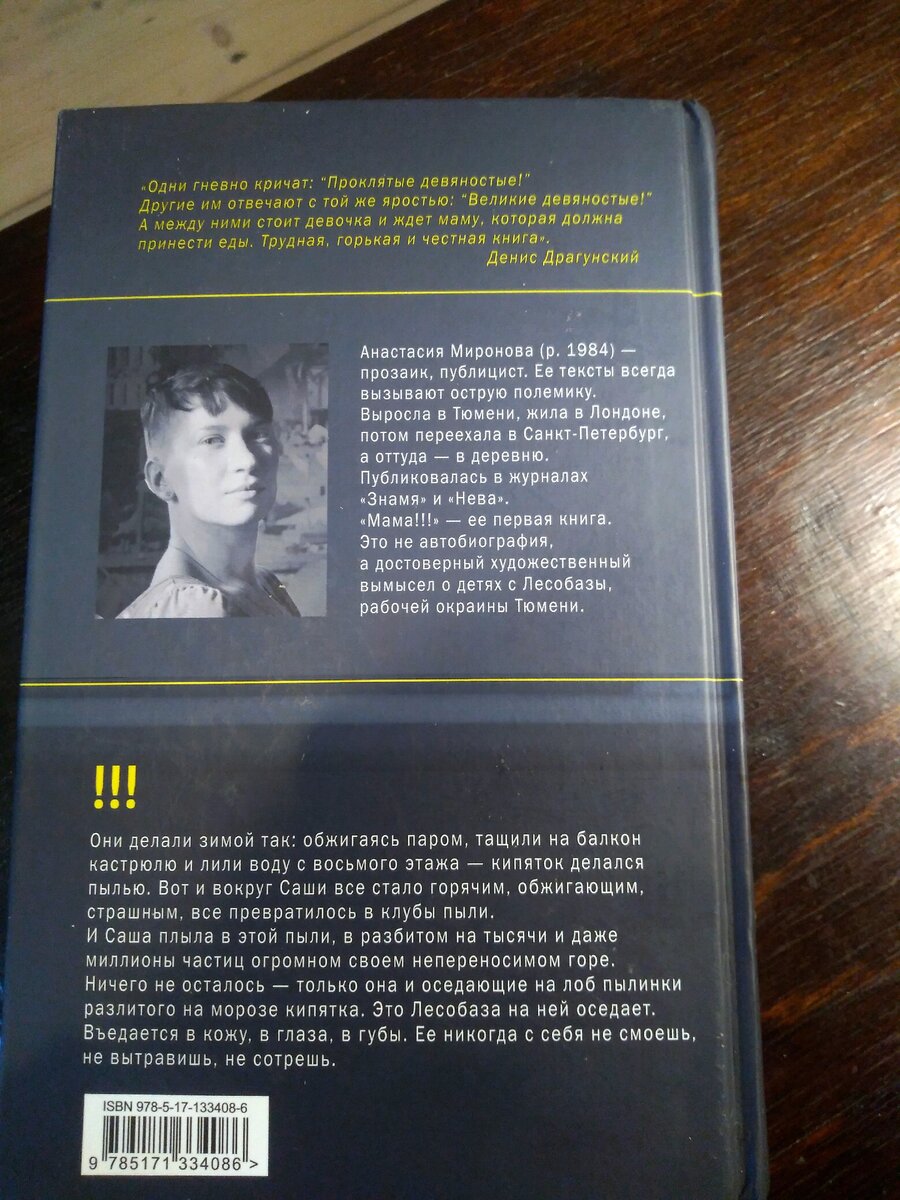 «Одни гневно кричат: “Проклятые девяностые!”
Другие им отвечают с той же яростью: “Великие девяностые!”
А между ними стоит девочка и ждет маму, которая должна
принести еды. Трудная, горькая и честная книга».
Денис Драгунский
Анастасия Миронова (р. 1984) —
прозаик, публицист. Ее тексты всегда
вызывают острую полемику.
Выросла в Тюмени, жила в Лондоне,
потом переехала в Санкт-Петербург,
а оттуда — в деревню.
Публиковалась в журналах
«Знамя» и «Нева».
«Мама!!!» — ее первая книга.
Это не автобиография,
а достоверный художественный
вымысел о детях с Лесобазы,
рабочей окраины Тюмени.
!!!
Они делали зимой так: обжигаясь паром, тащили на балкон
кастрюлю и лили воду с восьмого этажа — кипяток делался
пылью. Вот и вокруг Саши все стало горячим, обжигающим,
страшным, все превратилось в клубы пыли.
И Саша плыла в этой пыли, в разбитом на тысячи и даже
миллионы частиц огромном своем непереносимом горе.
Ничего не осталось — только она и оседающие на лоб пылинки
разлитого на морозе кипятка. Это Лесобаза на ней оседает.
Въедается в кожу, в глаза, в губы. Ее никогда с себя не смоешь,
не вытравишь, не сотрешь.
ISBN 978-5-17-133408-6
9 785171 334086 >